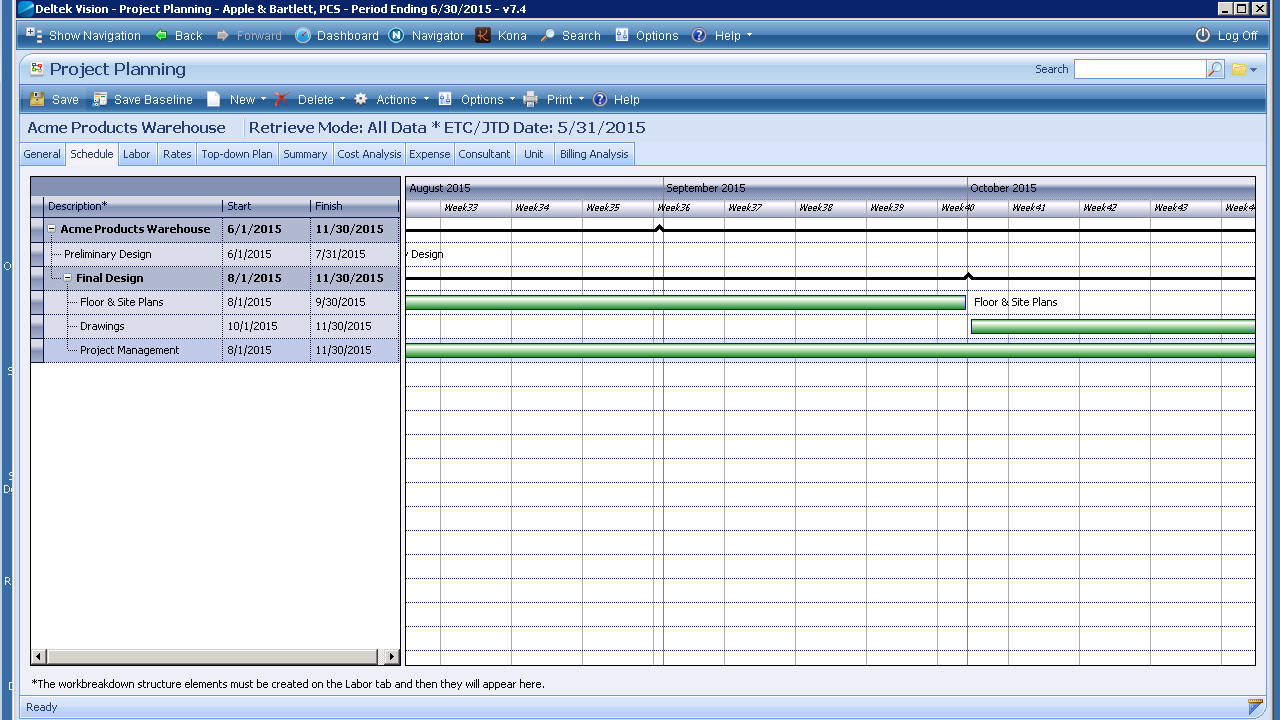 Deltek Vision - Project Planning - Apple & Bartlett, PCS - Period Ending 6/30/2015 - v7.4
Show Navigation Back Forward Dashboard Navigator Kona Search Options Help Log Off
Project Planning Search
Save Save Baseline New Delete Actions Options Print Help
Acme Products Warehouse Retrieve Mode: All Data * ETC/JTD Date: 5/31/2015
General Schedule Labor Rates Top-down Plan Summary Cost Analysis Expense Consultant Unit Billing Analysis
August 2015 September 2015 October 2015
Description* Start Finish Week33 Week34 Week35 Week36 Week37 Week38 Week39 Week40 Week41 Week42 Week43
Acme Products Warehouse 6/1/2015 11/30/2015
Preliminary Design 6/1/2015 7/31/2015 Design
Final Design 8/1/2015 11/30/2015
Floor & Site Plans 8/1/2015 9/30/2015 Floor & Site Plans
Drawings 10/1/2015 11/30/2015
Project Management 8/1/2015 11/30/2015
*The workbreakdown structure elements must be created on the Labor tab and then they will appear here.
Ready